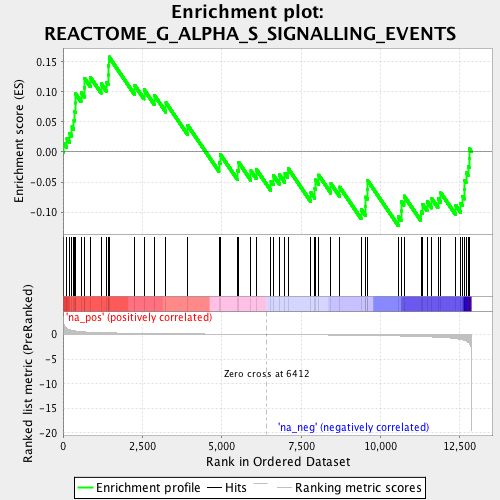 Enrichment plot:
REACTOME_G_ALPHA_S_SIGNALLING_EVENTS
Enrichment score (ES)
0.15
0.10
0.05
0.00
-0.05
-0.10
'na_pos' (positively correlated)
Ranked list metric (PreRanked)
0
-5
-10
-15
-20
Zero cross at 6412
'na_neg' (negatively correlated)
0
2,500
5,000
7,500
10,000
12,500
Rank in Ordered Dataset
Enrichment profile
Hits
Ranking metric scores